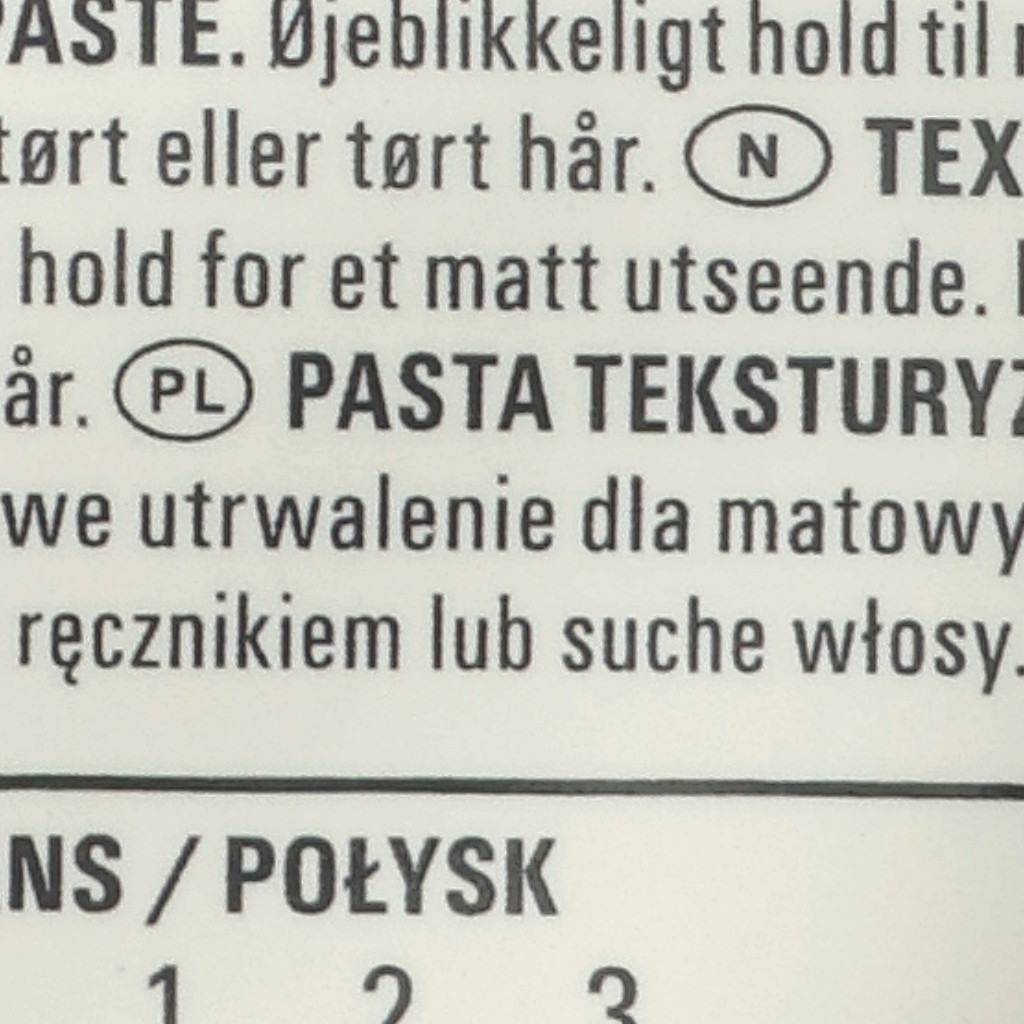 PASTE. Øjeblikkeligt hold til
tørt eller tørt hår. N TEX
hold for et matt utseende.
år. PL PASTA TEKSTURYZ
we utrwalenie dla matowy
ręcznikiem lub suche włosy.
NS / POŁYSK
1 2 3